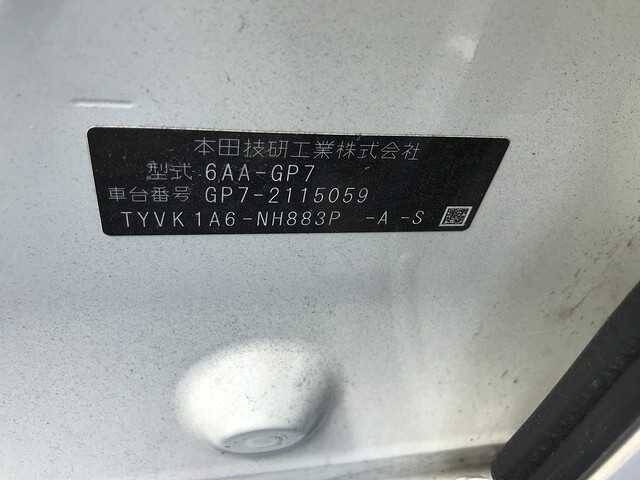 本田技研工業株式会社
型式 6AA-GP7
車台番号 GP7-2115059
TYVK1A6-NH883P -A-S